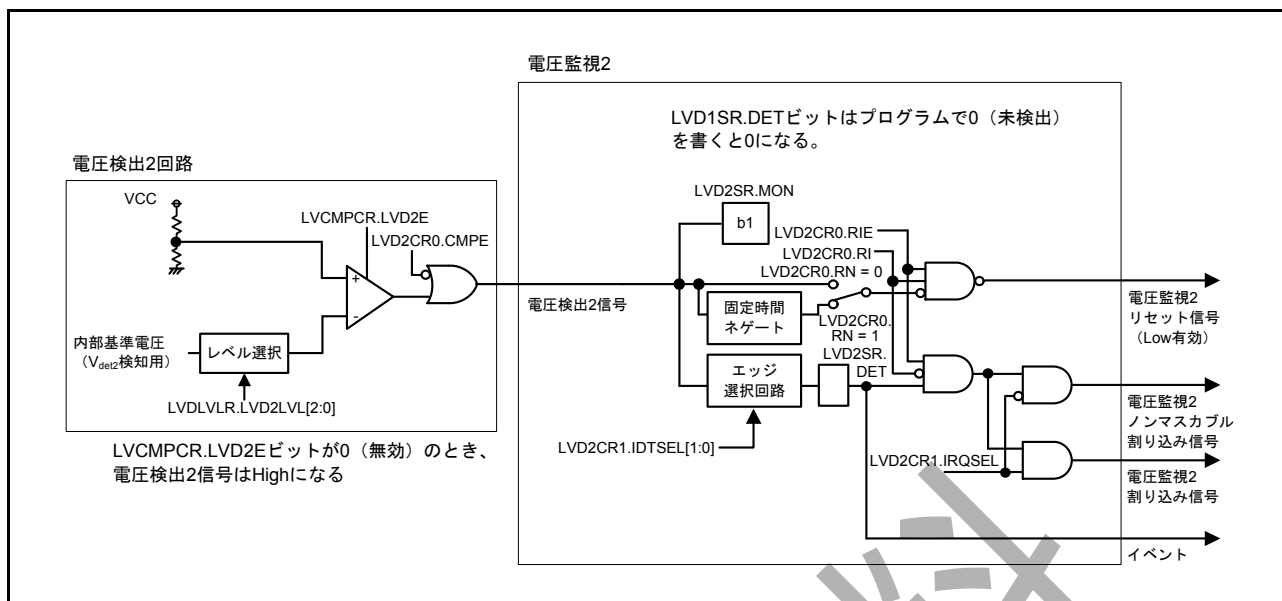 電圧監視2
LVD1SR.DETビットはプログラムで0（未検出）
を書くと0になる。
電圧検出2回路
VCC
LVCMPCR.LVD2E
LVD2CR0.CMPE
+
-
内部基準電圧
（Vdet2検知用）
レベル選択
LVDLVLR.LVD2LVL[2:0]
LVCMPCR.LVD2Eビットが0（無効）のとき、
電圧検出2信号はHighになる
電圧検出2信号
LVD2SR.MON
b1
LVD2CR0.RIE
LVD2CR0.RI
LVD2CR0.RN = 0
固定時間
ネゲート
LVD2CR0.
RN = 1
LVD2SR.
DET
エッジ
選択回路
LVD2CR1.IDTSEL[1:0]
LVD2CR1.IRQSEL
電圧監視2
リセット信号
（Low有効）
電圧監視2
ノンマスカブル
割り込み信号
電圧監視2
割り込み信号
イベント